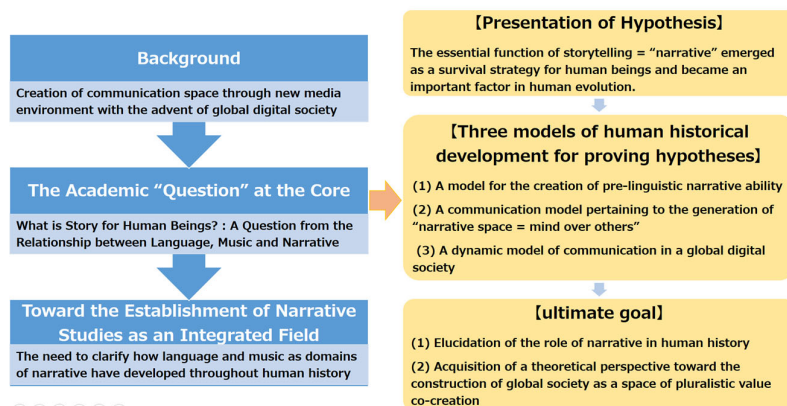 Background
Creation of communication space through new media
environment with the advent of global digital society
The Academic “Question” at the Core
What is Story for Human Beings? : A Question from the
Relationship between Language, Music and Narrative
Toward the Establishment of Narrative
Studies as an Integrated Field
The need to clarify how language and music as domains
of narrative have developed throughout human history
【Presentation of Hypothesis】
The essential function of storytelling = “narrative” emerged
as a survival strategy for human beings and became an
important factor in human evolution.
【Three models of human historical
development for proving hypotheses】
(1) A model for the creation of pre-linguistic narrative ability
(2) A communication model pertaining to the generation of
“narrative space = mind over others”
(3) A dynamic model of communication in a global digital
society
【ultimate goal】
(1) Elucidation of the role of narrative in human history
(2) Acquisition of a theoretical perspective toward the
construction of global society as a space of pluralistic value
co-creation